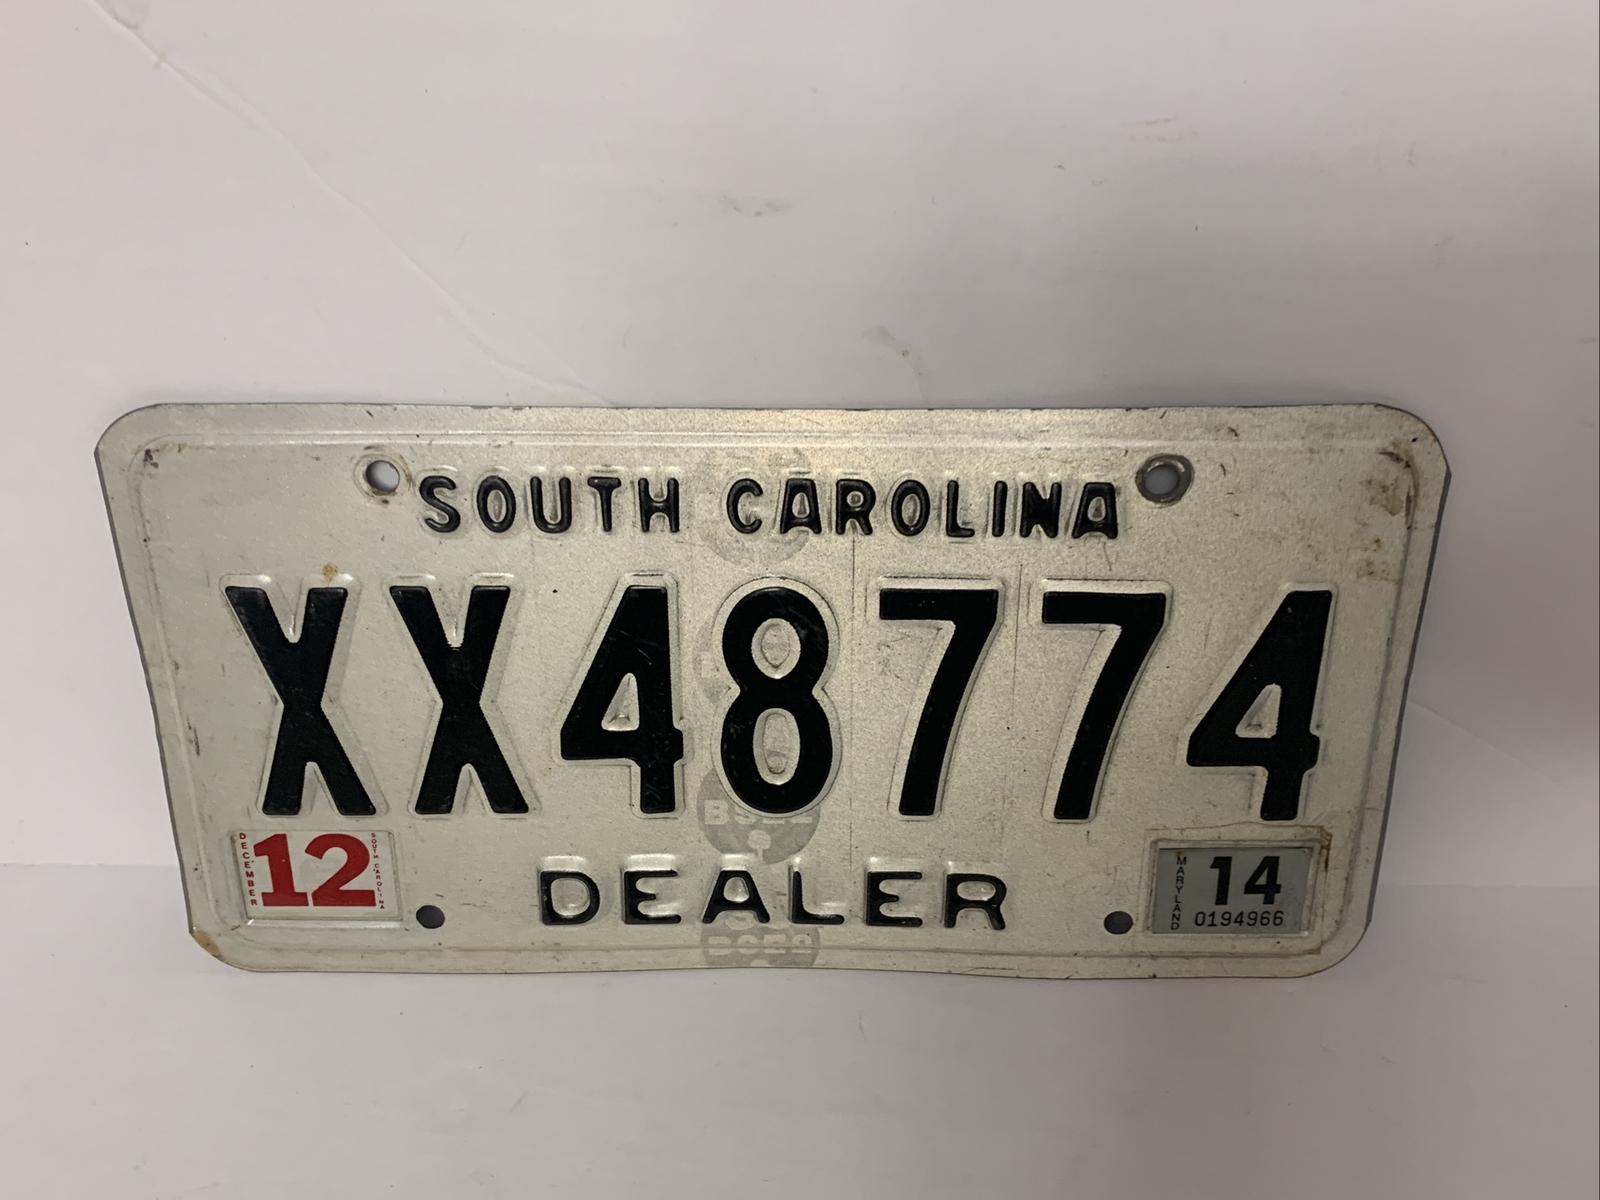 SOUTH CAROLINA
XX48774
DECEMBER 12 SOUTH CAROLINA
DEALER
MARYLAND 14
0194966